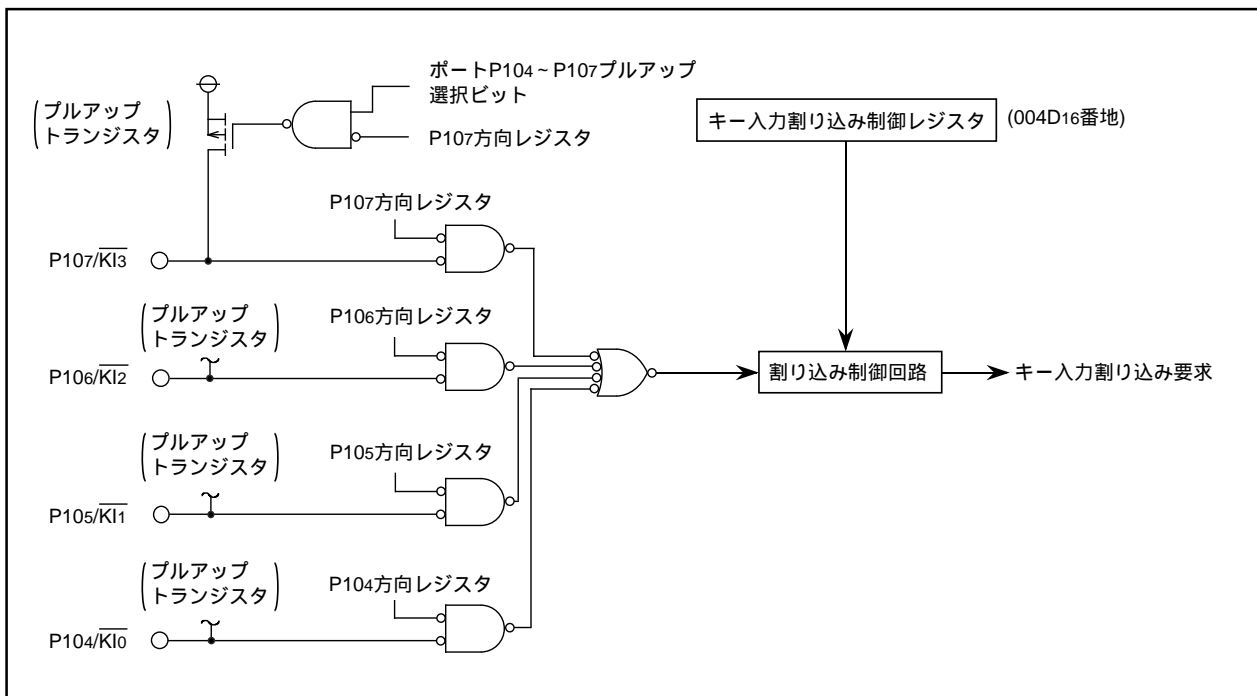 ポートP104～P107プルアップ
選択ビット
プルアップ
トランジスタ
P107方向レジスタ
キー入力割り込み制御レジスタ
(004D16番地)
P107方向レジスタ
P107/KI3
プルアップ
トランジスタ
P106方向レジスタ
P106/KI2
割り込み制御回路
キー入力割り込み要求
プルアップ
トランジスタ
P105方向レジスタ
P105/KI1
プルアップ
トランジスタ
P104方向レジスタ
P104/KI0